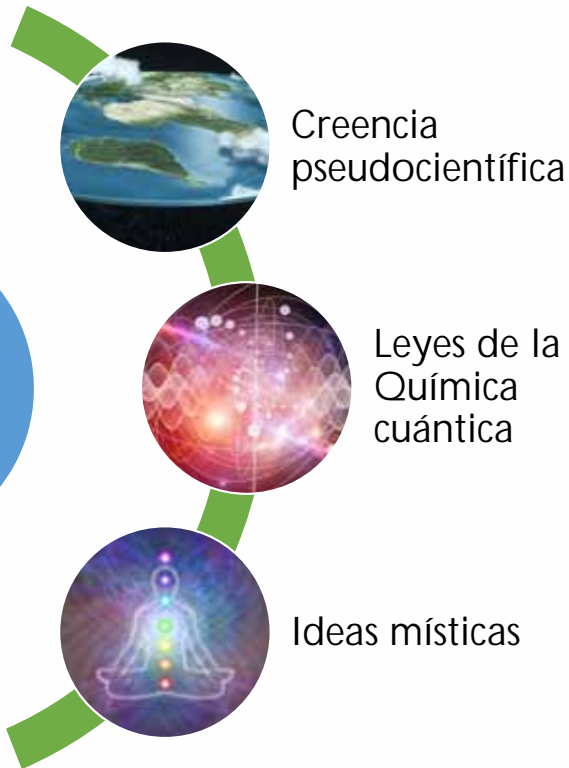 Creencia
pseudocientífica
Leyes de la
Química
cuántica
Ideas místicas